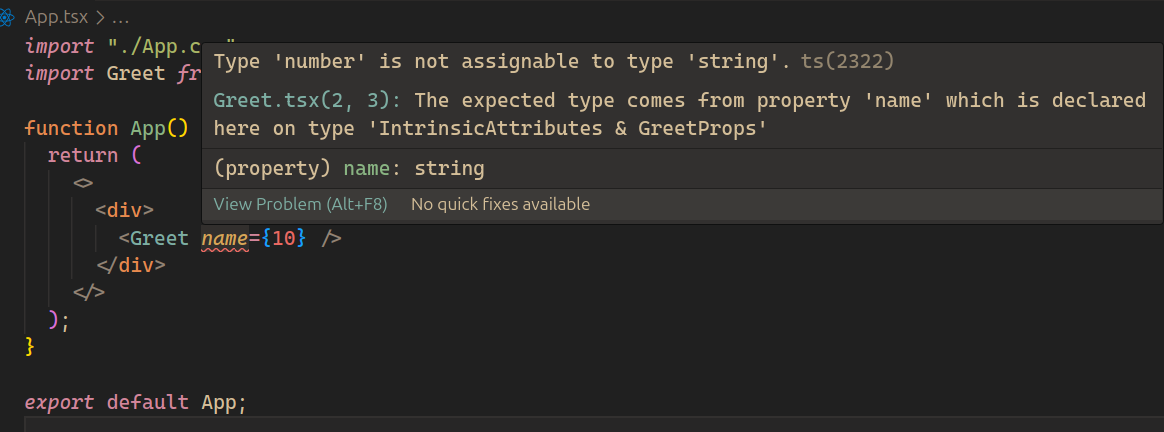 App.tsx > ...
import "./App.c
import Greet fr
Type 'number' is not assignable to type 'string'. ts(2322)
Greet.tsx(2, 3): The expected type comes from property 'name' which is declared
here on type 'IntrinsicAttributes & GreetProps'
(property) name: string
View Problem (Alt+F8) No quick fixes available
function App()
return (
<>
<div>
<Greet name={10} />
</div>
</>
);
}
export default App;